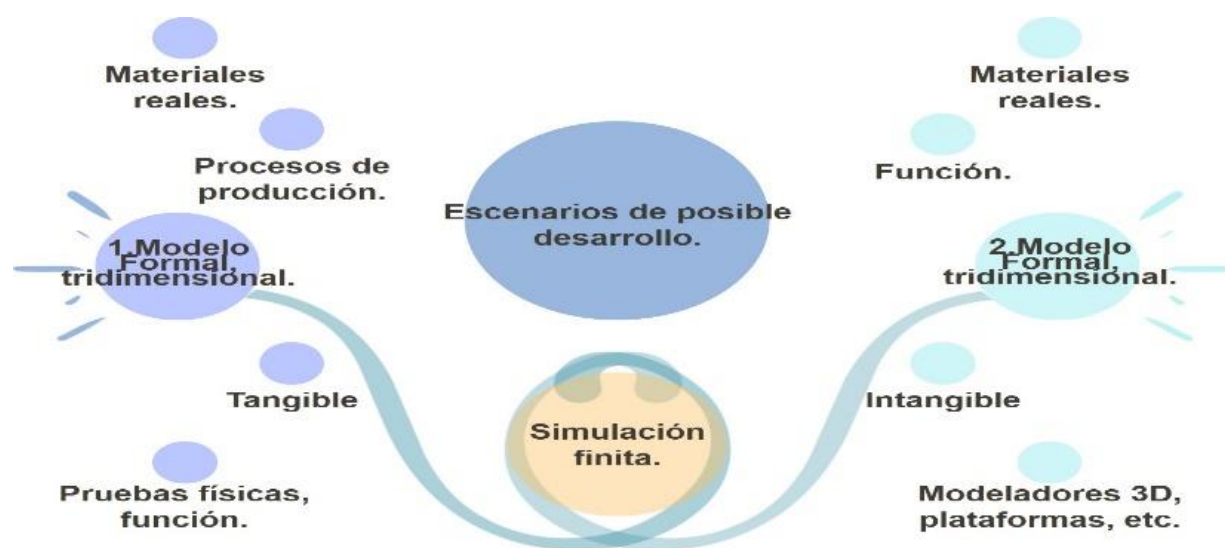 Materiales
reales.
Procesos de
producción.
1.Modelo
Formal,
tridimensional.
Tangible
Pruebas físicas,
función.
Escenarios de posible
desarrollo.
Simulación
finita.
Materiales
reales.
Función.
2.Modelo
Formal,
tridimensional.
Intangible
Modeladores 3D,
plataformas, etc.